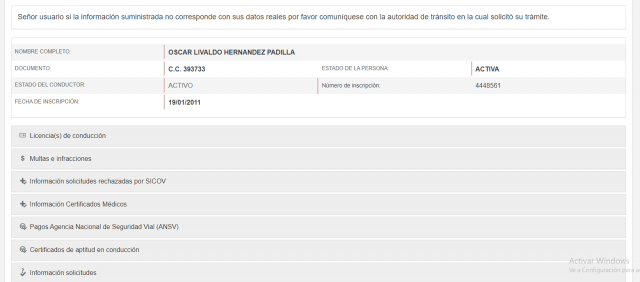 Señor usuario si la información suministrada no corresponde con sus datos reales por favor comuníquese con la autoridad de tránsito en la cual solicitó su trámite.
NOMBRE COMPLETO: OSCAR LIVALDO HERNANDEZ PADILLA
DOCUMENTO: C.C. 393733 ESTADO DE LA PERSONA: ACTIVA
ESTADO DEL CONDUCTOR: ACTIVO Número de inscripción: 4448561
FECHA DE INSCRIPCIÓN: 19/01/2011
Licencia(s) de conducción
$ Multas e infracciones
Información solicitudes rechazadas por SICOV
Información Certificados Médicos
Pagos Agencia Nacional de Seguridad Vial (ANSV)
Certificados de aptitud en conducción
Información solicitudes
Activar Windows
Ve a Configuración para a